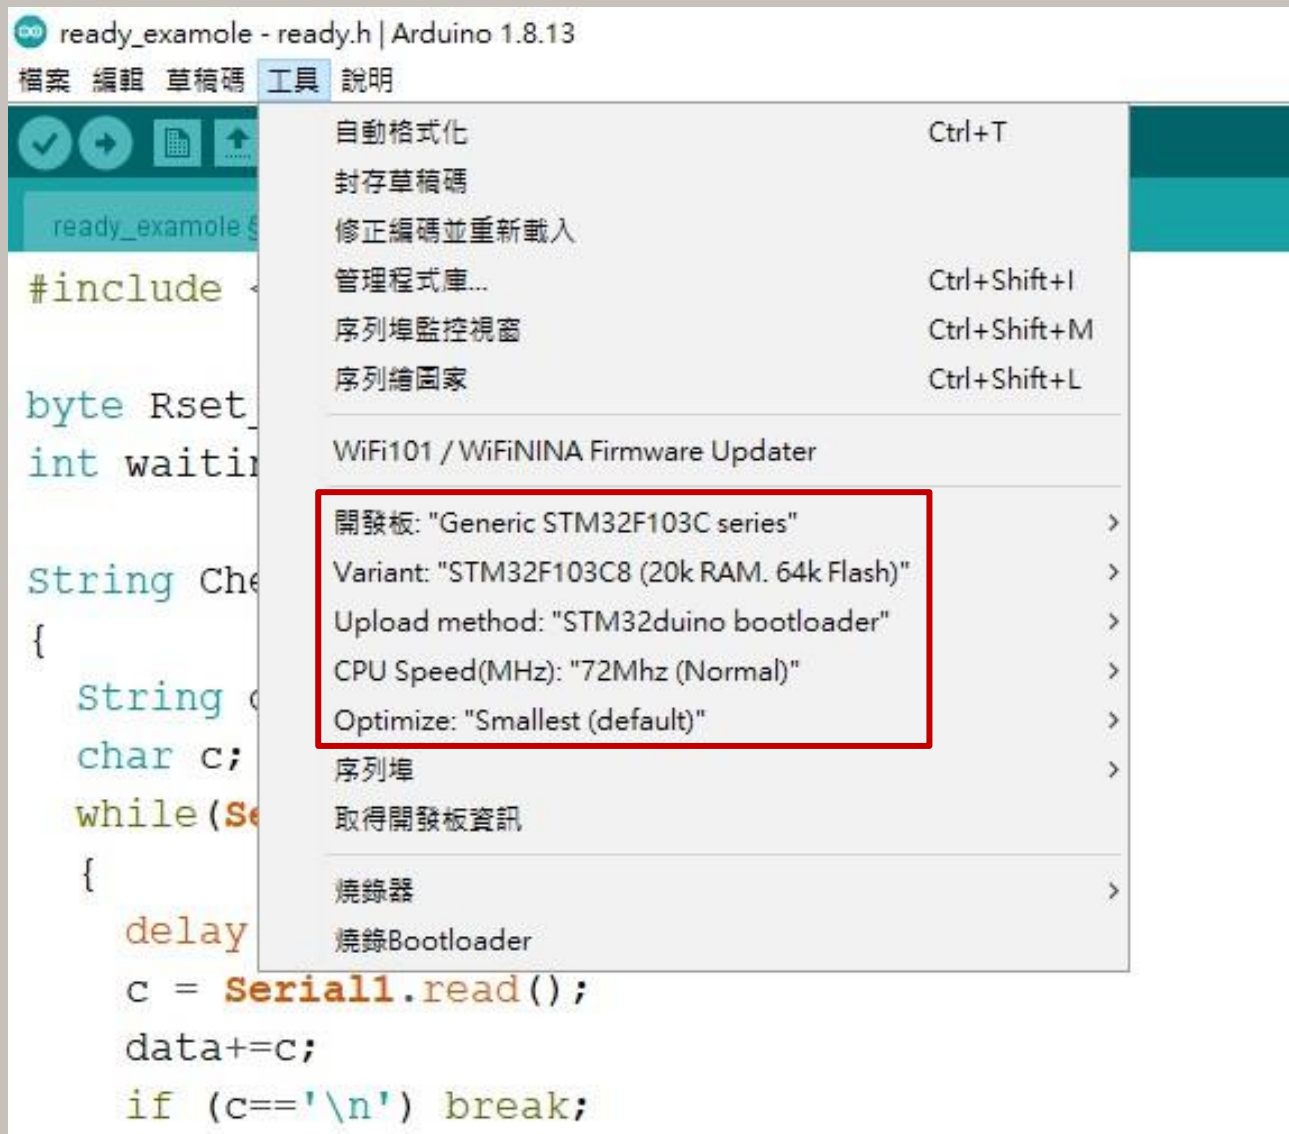 ready_examole - ready.h | Arduino 1.8.13
檔案 編輯 草稿碼 工具 說明
自動格式化 Ctrl+T
封存草稿碼
ready_examole §
修正編碼並重新載入
#include <
管理程式庫... Ctrl+Shift+I
序列埠監控視窗 Ctrl+Shift+M
序列繪圖家 Ctrl+Shift+L
byte Rset_
WiFi101 / WiFiNINA Firmware Updater
int waitin
開發板: "Generic STM32F103C series"
Variant: "STM32F103C8 (20k RAM. 64k Flash)"
String Che
Upload method: "STM32duino bootloader"
{
CPU Speed(MHz): "72Mhz (Normal)"
String
Optimize: "Smallest (default)"
char c;
序列埠
while(Se
取得開發板資訊
{
燒錄器
delay
燒錄Bootloader
c = Serial1.read();
data+=c;
if (c=='\n') break;